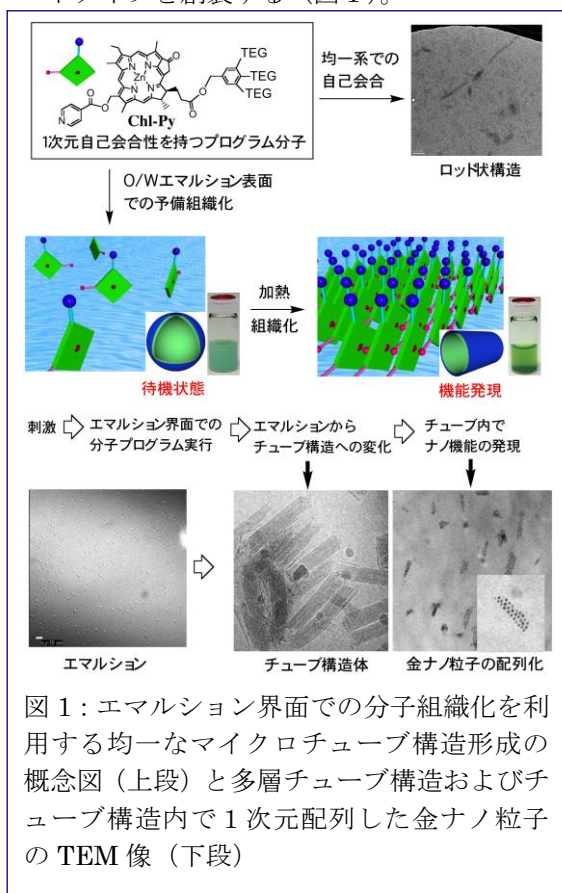 イノイノを創製する（図１）。
TEG
TEG
TEG
Zn
N
N
N
N
O
O
O
O
O
N
Chl-Py
1次元自己会合性を持つプログラム分子
均一系での
自己会合
ロッド状構造
O/Wエマルション表面
での予備組織化
加熱
組織化
待機状態
機能発現
刺激
エマルション界面での
分子プログラム実行
エマルションから
チューブ構造への変化
チューブ内で
ナノ機能の発現
エマルション
チューブ構造体
金ナノ粒子の配列化
図１：エマルション界面での分子組織化を利
用する均一なマイクロチューブ構造形成の
概念図（上段）と多層チューブ構造およびチ
ューブ構造内で１次元配列した金ナノ粒子
の TEM 像（下段）